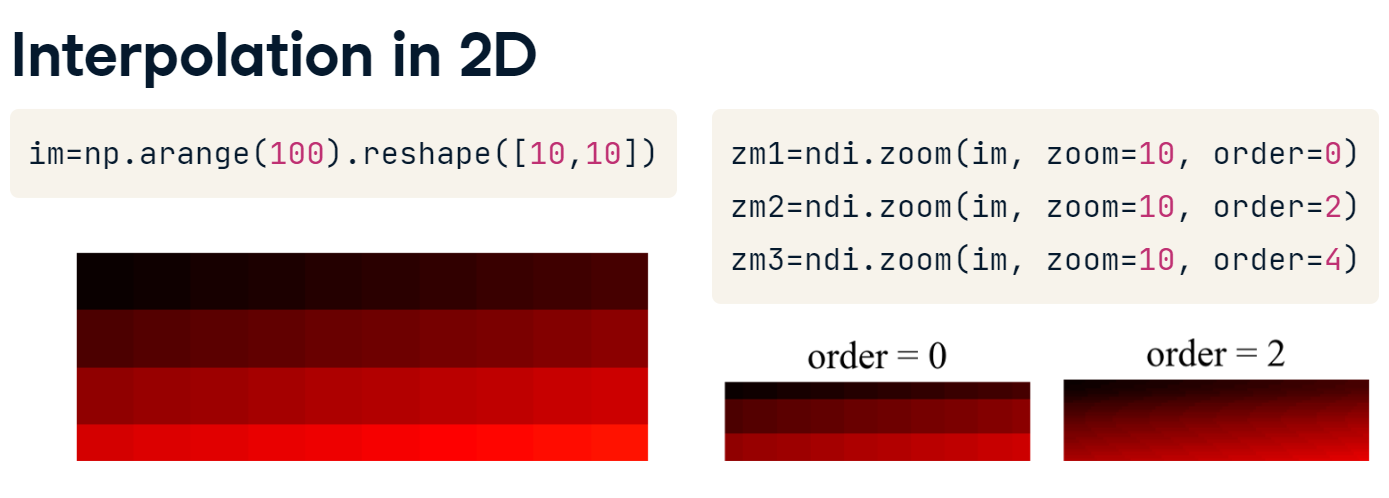 Interpolation in 2D
im=np.arange(100).reshape([10,10])
zm1=ndi.zoom(im, zoom=10, order=0)
zm2=ndi.zoom(im, zoom=10, order=2)
zm3=ndi.zoom(im, zoom=10, order=4)
order = 0
order = 2